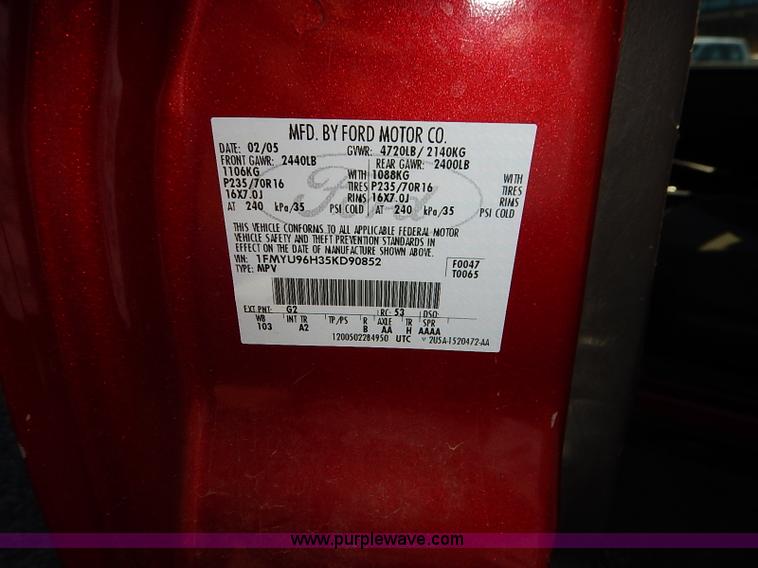 MFD. BY FORD MOTOR CO.
DATE: 02/05 GVWR: 4720LB/ 2140KG
FRONT GAWR: 2440LB REAR GAWR: 2400LB
1106KG WITH 1088KG WITH
P235/70R16 TIRES P235/70R16 TIRES
16X7.0J RIMS 16X7.0J RIMS
AT 240 kPa/35 PSI COLD AT 240 kPa/35 PSI COLD
Ford
THIS VEHICLE CONFORMS TO ALL APPLICABLE FEDERAL MOTOR
VEHICLE SAFETY AND THEFT PREVENTION STANDARDS IN
EFFECT ON THE DATE OF MANUFACTURE SHOWN ABOVE.
VIN: 1FMYU96H35KD90852 F0047
TYPE: MPV T0065
EXT PNT: G2 RC: 53 DSO:
WB INT TR TP/PS R AXLE TR SPR
103 A2 B AA H AAAA
1200502284950 UTC ▽ 2U5A-1520472-AA
www.purplewave.com